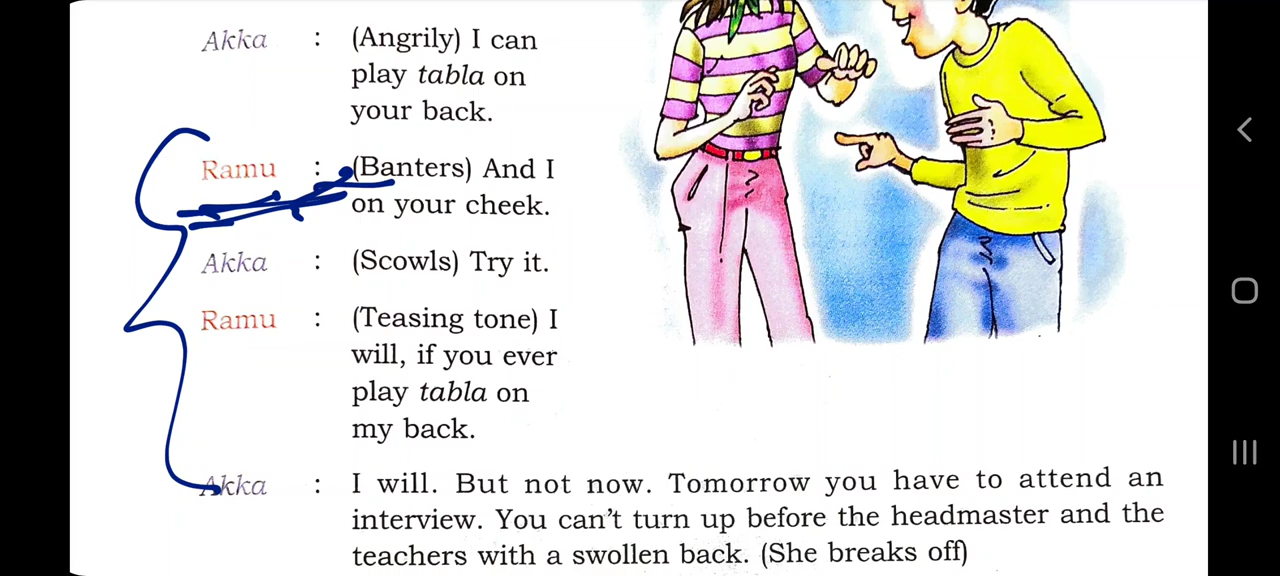 Akka : (Angrily) I can
play tabla on
your back.
Ramu : (Banters) And I
on your cheek.
Akka : (Scowls) Try it.
Ramu : (Teasing tone) I
will, if you ever
play tabla on
my back.
Akka : I will. But not now. Tomorrow you have to attend an
interview. You can't turn up before the headmaster and the
teachers with a swollen back. (She breaks off)